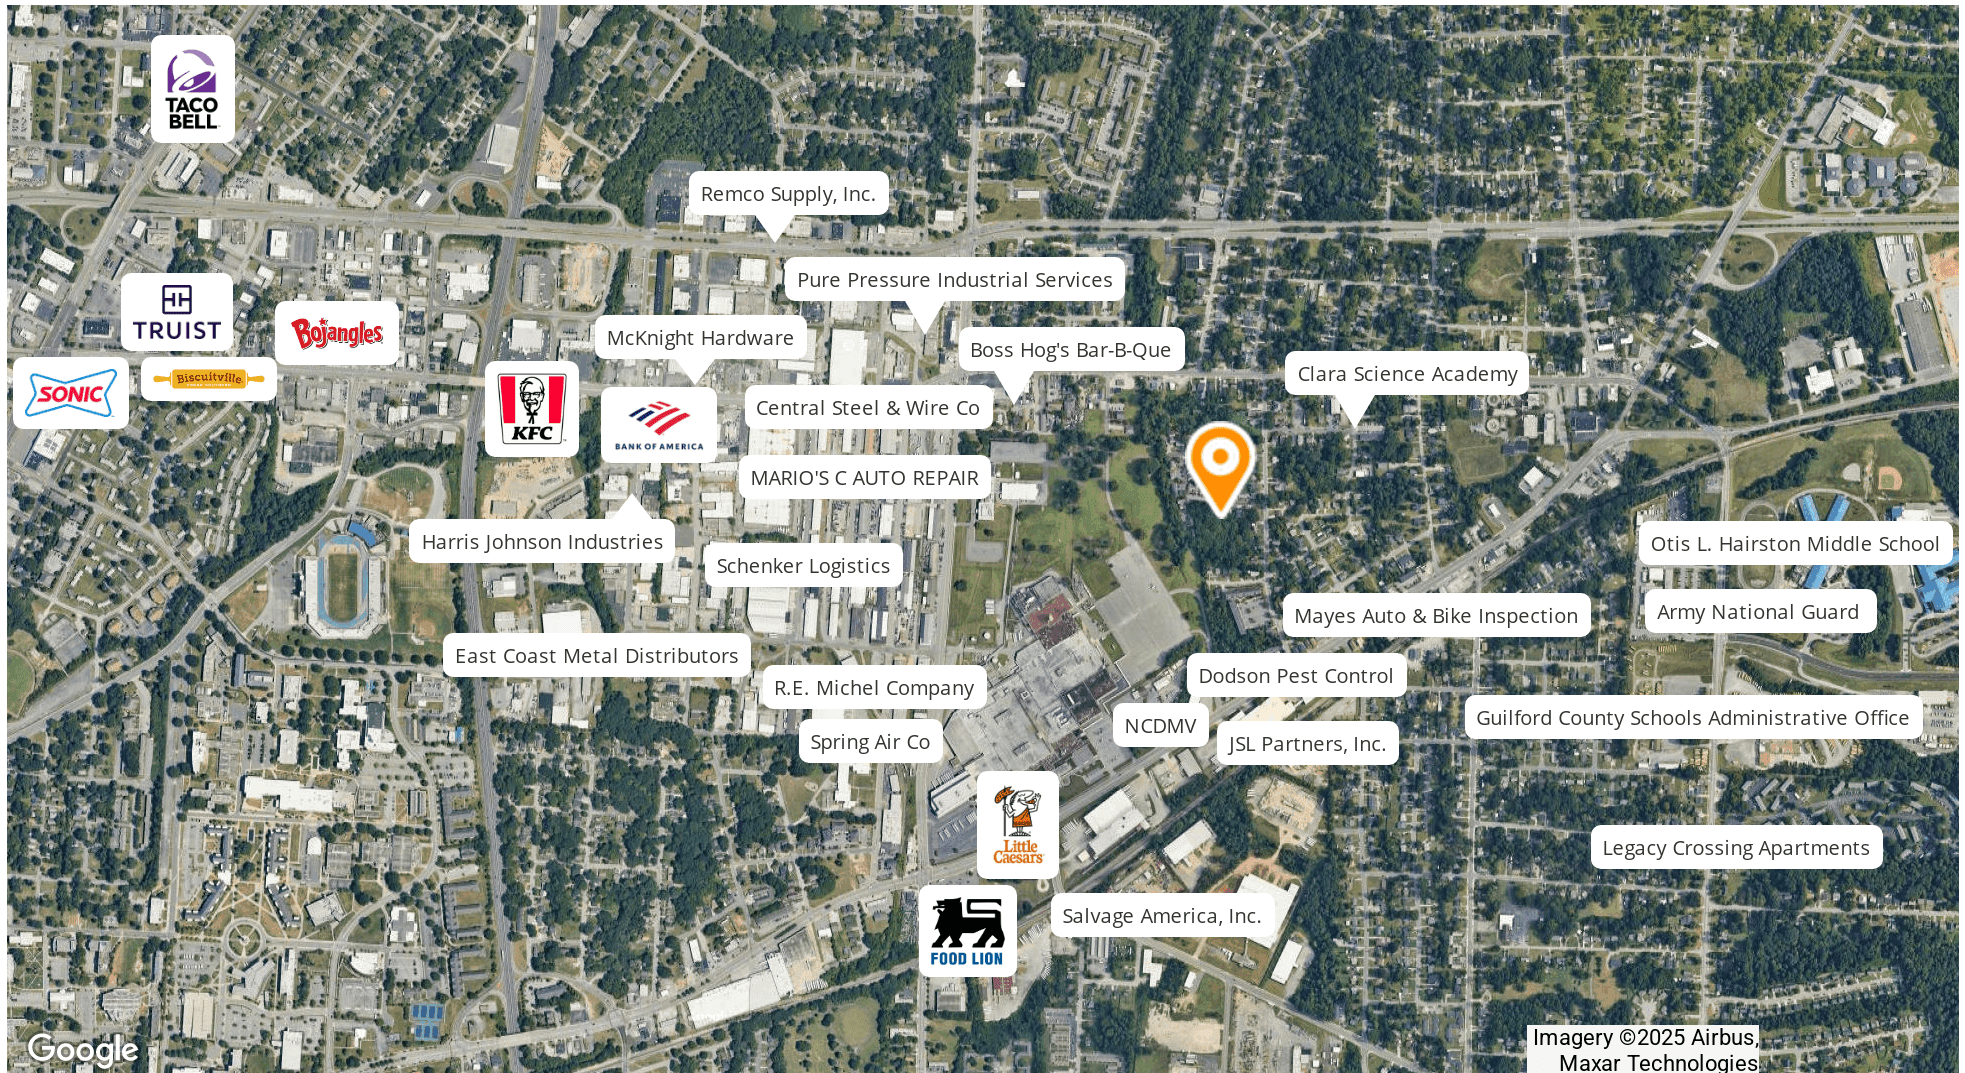 TACO
BELL
Remco Supply, Inc.
Pure Pressure Industrial Services
TRUIST
Bojangles
McKnight Hardware
Boss Hog's Bar-B-Que
Clara Science Academy
SONIC
Biscuitville
KFC
BANK OF AMERICA
Central Steel & Wire Co
MARIO'S C AUTO REPAIR
Harris Johnson Industries
Schenker Logistics
Otis L. Hairston Middle School
Mayes Auto & Bike Inspection
Army National Guard
East Coast Metal Distributors
R.E. Michel Company
Dodson Pest Control
NCDMV
Guilford County Schools Administrative Office
Spring Air Co
JSL Partners, Inc.
Little
Caesars
Legacy Crossing Apartments
FOOD LION
Salvage America, Inc.
Google
Imagery ©2025 Airbus,
Maxar Technologies